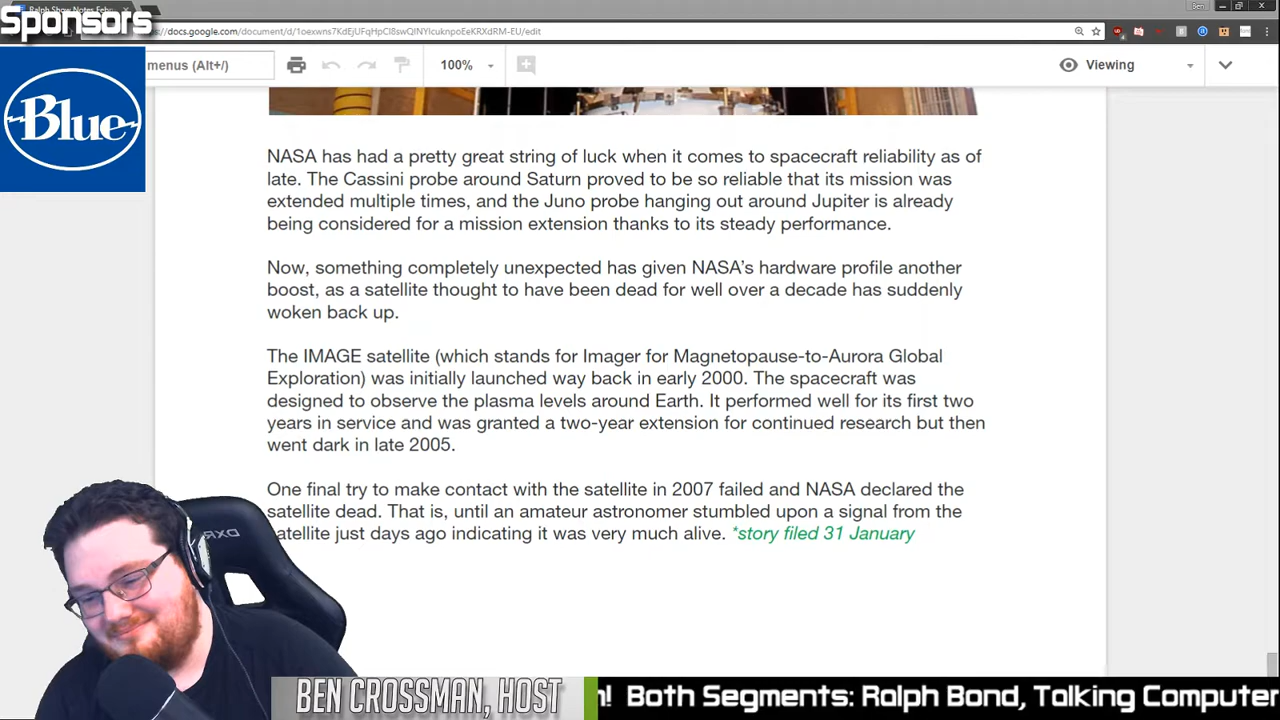 Ralph Show Notes
Ben
Sponsors
docs.google.com/document/d/
/edit
Blue
menus (Alt+/)
100%
Viewing
NASA has had a pretty great string of luck when it comes to spacecraft reliability as of
late. The Cassini probe around Saturn proved to be so reliable that its mission was
extended multiple times, and the Juno probe hanging out around Jupiter is already
being considered for a mission extension thanks to its steady performance.
Now, something completely unexpected has given NASA's hardware profile another
boost, as a satellite thought to have been dead for well over a decade has suddenly
woken back up.
The IMAGE satellite (which stands for Imager for Magnetopause-to-Aurora Global
Exploration) was initially launched way back in early 2000. The spacecraft was
designed to observe the plasma levels around Earth. It performed well for its first two
years in service and was granted a two-year extension for continued research but then
went dark in late 2005.
One final try to make contact with the satellite in 2007 failed and NASA declared the
satellite dead. That is, until an amateur astronomer stumbled upon a signal from the
satellite just days ago indicating it was very much alive. *story filed 31 January
DXR
BEN CROSSMAN, HOST
! Both Segments: Ralph Bond, Talking Computer